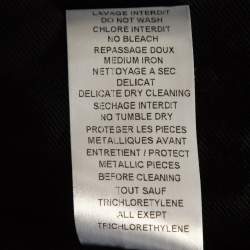 LAVAGE INTERDIT
DO NOT WASH
CHLORE INTERDIT
NO BLEACH
REPASSAGE DOUX
MEDIUM IRON
NETTOYAGE A SEC
DELICAT
DELICATE DRY CLEANING
SECHAGE INTERDIT
NO TUMBLE DRY
PROTEGER LES PIECES
METALLIQUES AVANT
ENTRETIENT / PROTECT
METALLIC PIECES
BEFORE CLEANING
TOUT SAUF
TRICHLORETYLENE
ALL EXEPT
TRICHLORETHYLENE